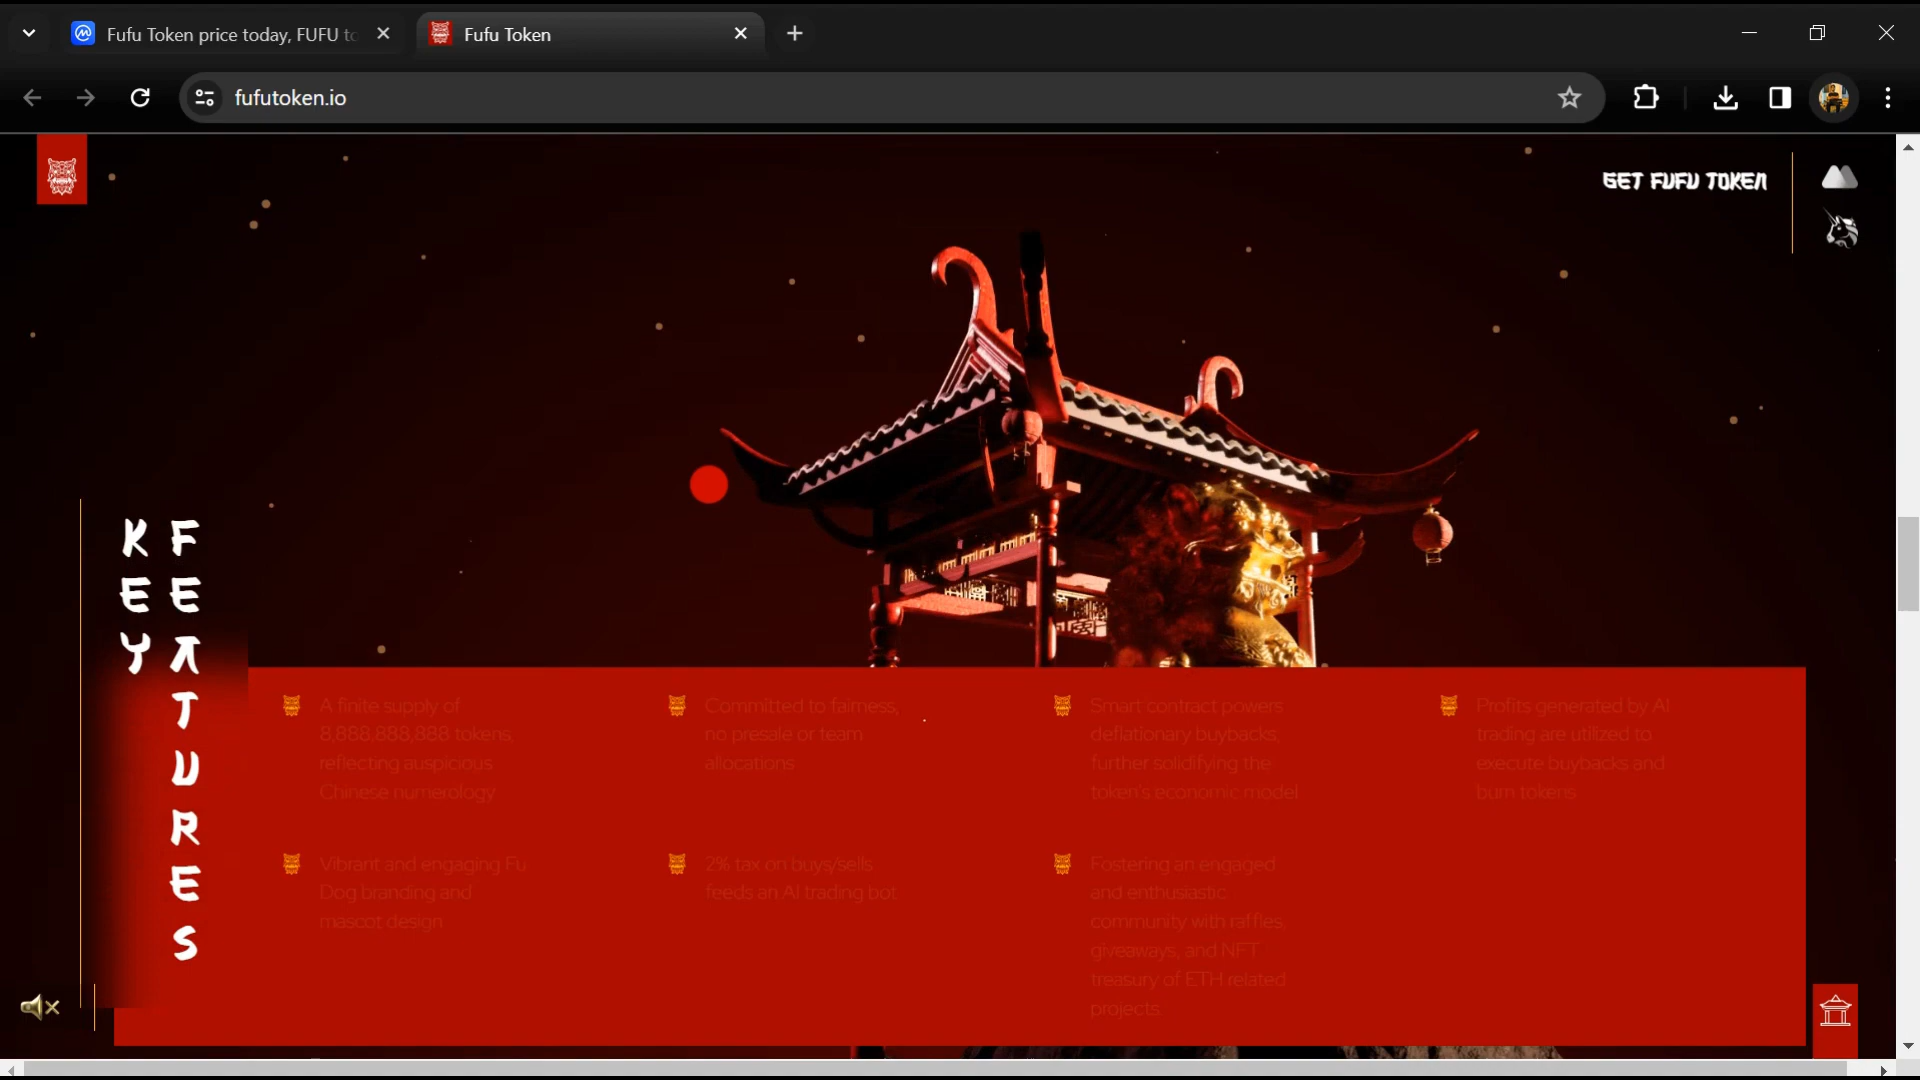 Fufu Token price today, FUFU to
Fufu Token
fufutoken.io
GET FUFU TOKEN
KEY
FEATURES
A finite supply of
8,888,888,888 tokens,
reflecting auspicious
Chinese numerology
Committed to fairness,
no presale or team
allocations
Smart contract powers
deflationary buybacks,
further solidifying the
token's economic model
Profits generated by AI
trading are utilized to
execute buybacks and
burn tokens
Vibrant and engaging Fu
Dog branding and
mascot design
2% tax on buys/sells
feeds an AI trading bot
Fostering an engaged
and enthusiastic
community with raffles,
giveaways, and NFT
treasury of ETH related
projects.